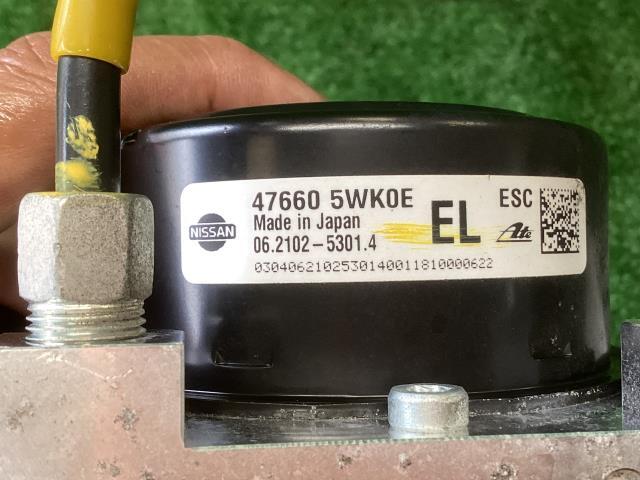 47660 5WK0E ESC
NISSAN Made in Japan EL Ate
06.2102-5301.4
0304062102530140011810000622